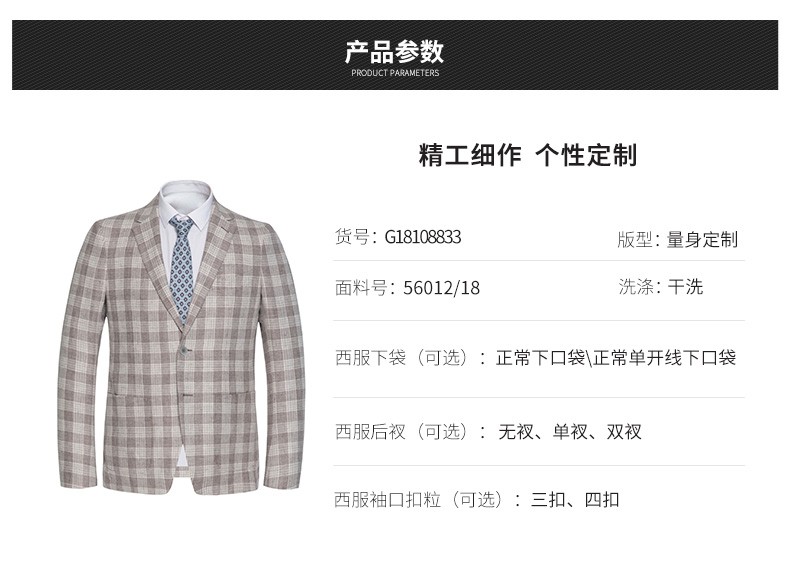 产品参数
PRODUCT PARAMETERS
精工细作 个性定制
货号：G18108833
版型：量身定制
面料号：56012/18
洗涤：干洗
西服下袋（可选）：正常下口袋\正常单开线下口袋
西服后衩（可选）：无衩、单衩、双衩
西服袖口扣粒（可选）：三扣、四扣